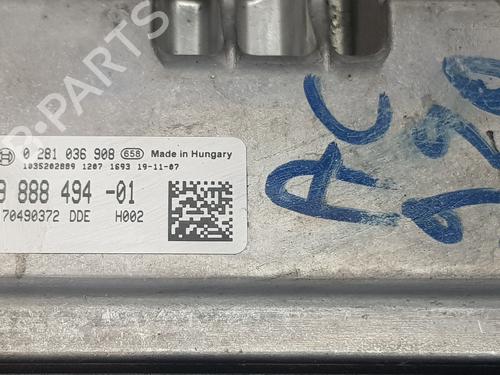 B-PARTS
0 281 036 908 658 Made in Hungary
1035202889 1207 1693 19-11-07
888 494 -01
70490372 DDE H002
AC